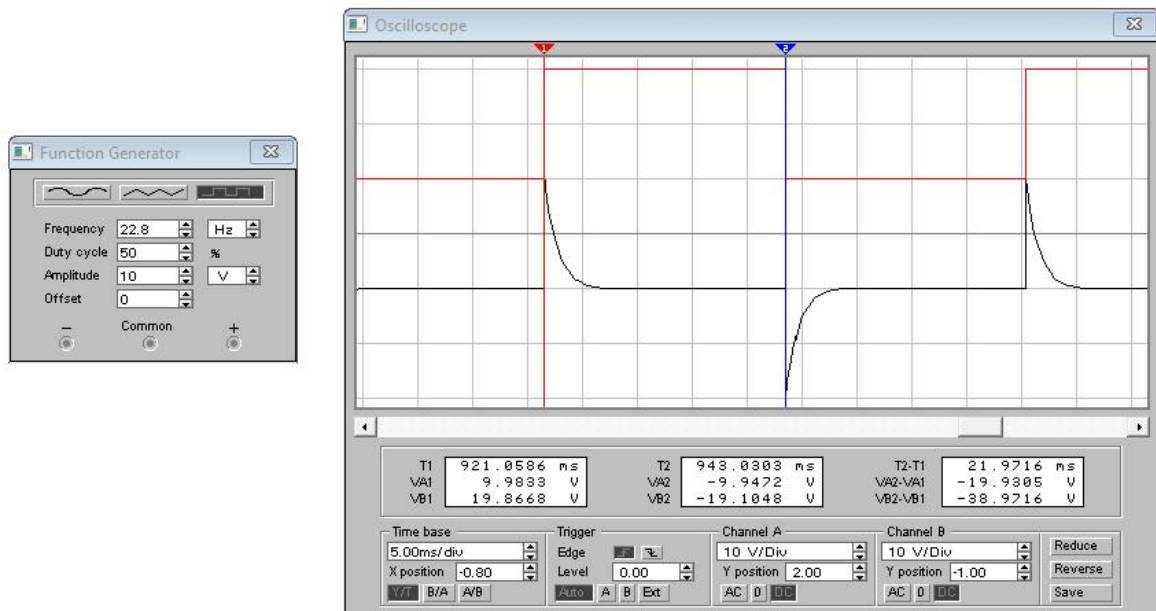 Function Generator
Frequency 22.8 Hz
Duty cycle 50 %
Amplitude 10 V
Offset 0
− Common +
Oscilloscope
1 2
T1 921.0586 ms T2 943.0303 ms T2-T1 21.9716 ms
VA1 9.9833 V VA2 -9.9472 V VA2-VA1 -19.9305 V
VB1 19.8668 V VB2 -19.1048 V VB2-VB1 -38.9716 V
Time base Trigger Channel A Channel B
5.00ms/div Edge 10 V/Div 10 V/Div Reduce
X position -0.80 Level 0.00 Y position 2.00 Y position -1.00 Reverse
Y/T B/A A/B Auto A B Ext AC 0 DC AC 0 DC Save